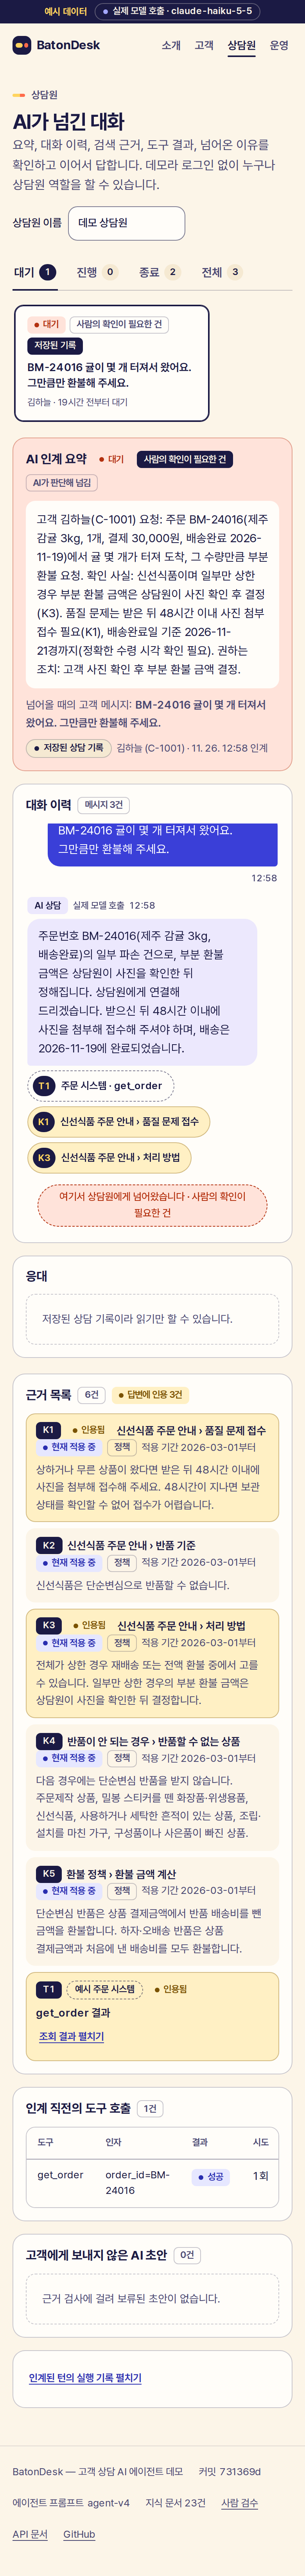 예시 데이터 실제 모델 호출 · claude-haiku-5-5
BatonDesk 소개 고객 상담원 운영
상담원
AI가 넘긴 대화
요약, 대화 이력, 검색 근거, 도구 결과, 넘어온 이유를
확인하고 이어서 답합니다. 데모라 로그인 없이 누구나
상담원 역할을 할 수 있습니다.
상담원 이름 데모 상담원
대기 1 진행 0 종료 2 전체 3
대기 사람의 확인이 필요한 건
저장된 기록
BM-24016 귤이 몇 개 터져서 왔어요.
그만큼만 환불해 주세요.
김하늘 · 19시간 전부터 대기
AI 인계 요약 대기 사람의 확인이 필요한 건
AI가 판단해 넘김
고객 김하늘(C-1001) 요청: 주문 BM-24016(제주
감귤 3kg, 1개, 결제 30,000원, 배송완료 2026-
11-19)에서 귤 몇 개가 터져 도착, 그 수량만큼 부분
환불 요청. 확인 사실: 신선식품이며 일부만 상한
경우 부분 환불 금액은 상담원이 사진 확인 후 결정
(K3). 품질 문제는 받은 뒤 48시간 이내 사진 첨부
접수 필요(K1), 배송완료일 기준 2026-11-
21경까지(정확한 수령 시각 확인 필요). 권하는
조치: 고객 사진 확인 후 부분 환불 금액 결정.
넘어올 때의 고객 메시지: BM-24016 귤이 몇 개 터져서
왔어요. 그만큼만 환불해 주세요.
저장된 상담 기록 김하늘 (C-1001) · 11. 26. 12:58 인계
대화 이력 메시지 3건
BM-24016 귤이 몇 개 터져서 왔어요.
그만큼만 환불해 주세요.
12:58
AI 상담 실제 모델 호출 12:58
주문번호 BM-24016(제주 감귤 3kg,
배송완료)의 일부 파손 건으로, 부분 환불
금액은 상담원이 사진을 확인한 뒤
정해집니다. 상담원에게 연결해
드리겠습니다. 받으신 뒤 48시간 이내에
사진을 첨부해 접수해 주셔야 하며, 배송은
2026-11-19에 완료되었습니다.
T1 주문 시스템 · get_order
K1 신선식품 주문 안내 › 품질 문제 접수
K3 신선식품 주문 안내 › 처리 방법
여기서 상담원에게 넘어왔습니다 · 사람의 확인이
필요한 건
응대
저장된 상담 기록이라 읽기만 할 수 있습니다.
근거 목록 6건 답변에 인용 3건
K1 인용됨 신선식품 주문 안내 › 품질 문제 접수
현재 적용 중 정책 적용 기간 2026-03-01부터
상하거나 무른 상품이 왔다면 받은 뒤 48시간 이내에
사진을 첨부해 접수해 주세요. 48시간이 지나면 보관
상태를 확인할 수 없어 접수가 어렵습니다.
K2 신선식품 주문 안내 › 반품 기준
현재 적용 중 정책 적용 기간 2026-03-01부터
신선식품은 단순변심으로 반품할 수 없습니다.
K3 인용됨 신선식품 주문 안내 › 처리 방법
현재 적용 중 정책 적용 기간 2026-03-01부터
전체가 상한 경우 재배송 또는 전액 환불 중에서 고를
수 있습니다. 일부만 상한 경우의 부분 환불 금액은
상담원이 사진을 확인한 뒤 결정합니다.
K4 반품이 안 되는 경우 › 반품할 수 없는 상품
현재 적용 중 정책 적용 기간 2026-03-01부터
다음 경우에는 단순변심 반품을 받지 않습니다.
주문제작 상품, 밀봉 스티커를 뗀 화장품·위생용품,
신선식품, 사용하거나 세탁한 흔적이 있는 상품, 조립·
설치를 마친 가구, 구성품이나 사은품이 빠진 상품.
K5 환불 정책 › 환불 금액 계산
현재 적용 중 정책 적용 기간 2026-03-01부터
단순변심 반품은 상품 결제금액에서 반품 배송비를 뺀
금액을 환불합니다. 하자·오배송 반품은 상품
결제금액과 처음에 낸 배송비를 모두 환불합니다.
T1 예시 주문 시스템 인용됨
get_order 결과
조회 결과 펼치기
인계 직전의 도구 호출 1건
도구 인자 결과 시도
get_order order_id=BM- 성공 1회
24016
고객에게 보내지 않은 AI 초안 0건
근거 검사에 걸려 보류된 초안이 없습니다.
인계된 턴의 실행 기록 펼치기
BatonDesk — 고객 상담 AI 에이전트 데모 커밋 731369d
에이전트 프롬프트 agent-v4 지식 문서 23건 사람 검수
API 문서 GitHub